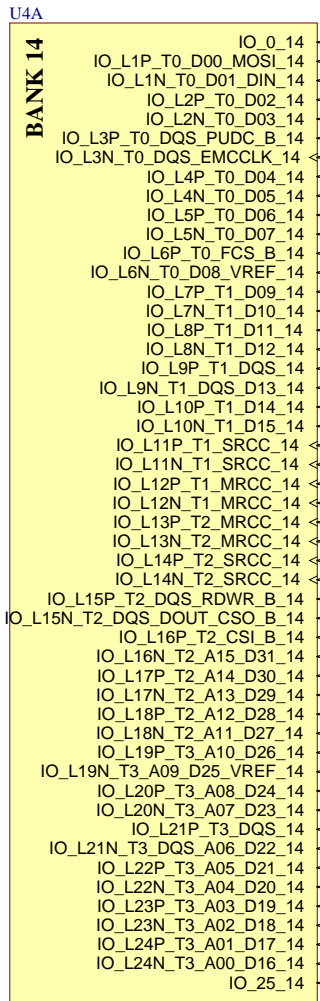 U4A
BANK 14
IO_0_14
IO_L1P_T0_D00_MOSI_14
IO_L1N_T0_D01_DIN_14
IO_L2P_T0_D02_14
IO_L2N_T0_D03_14
IO_L3P_T0_DQS_PUDC_B_14
IO_L3N_T0_DQS_EMCCLK_14
IO_L4P_T0_D04_14
IO_L4N_T0_D05_14
IO_L5P_T0_D06_14
IO_L5N_T0_D07_14
IO_L6P_T0_FCS_B_14
IO_L6N_T0_D08_VREF_14
IO_L7P_T1_D09_14
IO_L7N_T1_D10_14
IO_L8P_T1_D11_14
IO_L8N_T1_D12_14
IO_L9P_T1_DQS_14
IO_L9N_T1_DQS_D13_14
IO_L10P_T1_D14_14
IO_L10N_T1_D15_14
IO_L11P_T1_SRCC_14
IO_L11N_T1_SRCC_14
IO_L12P_T1_MRCC_14
IO_L12N_T1_MRCC_14
IO_L13P_T2_MRCC_14
IO_L13N_T2_MRCC_14
IO_L14P_T2_SRCC_14
IO_L14N_T2_SRCC_14
IO_L15P_T2_DQS_RDWR_B_14
IO_L15N_T2_DQS_DOUT_CSO_B_14
IO_L16P_T2_CSI_B_14
IO_L16N_T2_A15_D31_14
IO_L17P_T2_A14_D30_14
IO_L17N_T2_A13_D29_14
IO_L18P_T2_A12_D28_14
IO_L18N_T2_A11_D27_14
IO_L19P_T3_A10_D26_14
IO_L19N_T3_A09_D25_VREF_14
IO_L20P_T3_A08_D24_14
IO_L20N_T3_A07_D23_14
IO_L21P_T3_DQS_14
IO_L21N_T3_DQS_A06_D22_14
IO_L22P_T3_A05_D21_14
IO_L22N_T3_A04_D20_14
IO_L23P_T3_A03_D19_14
IO_L23N_T3_A02_D18_14
IO_L24P_T3_A01_D17_14
IO_L24N_T3_A00_D16_14
IO_25_14